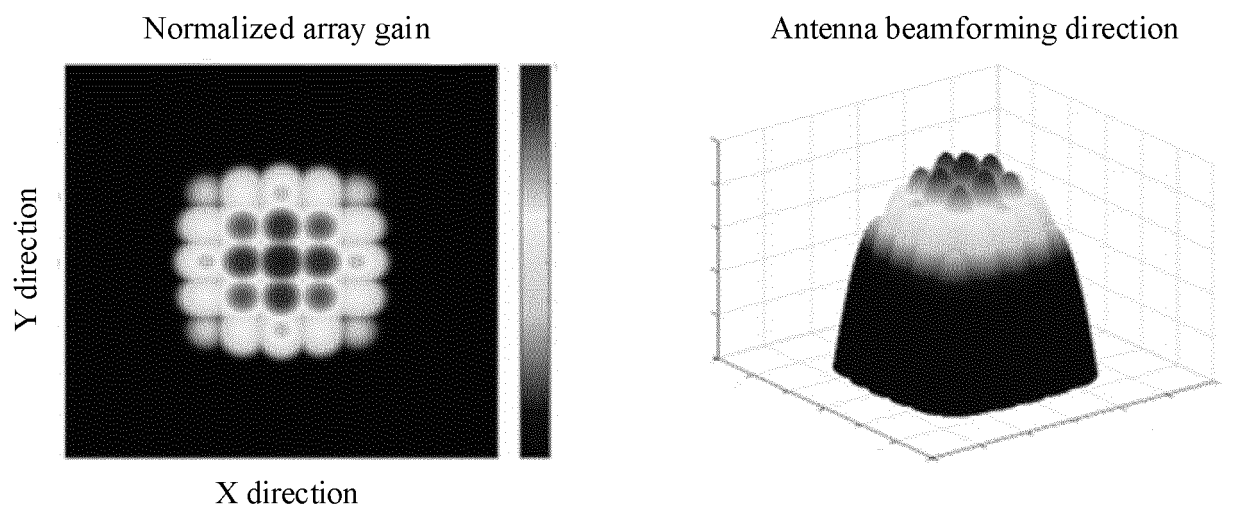 Normalized array gain
Antenna beamforming direction
Y direction
X direction